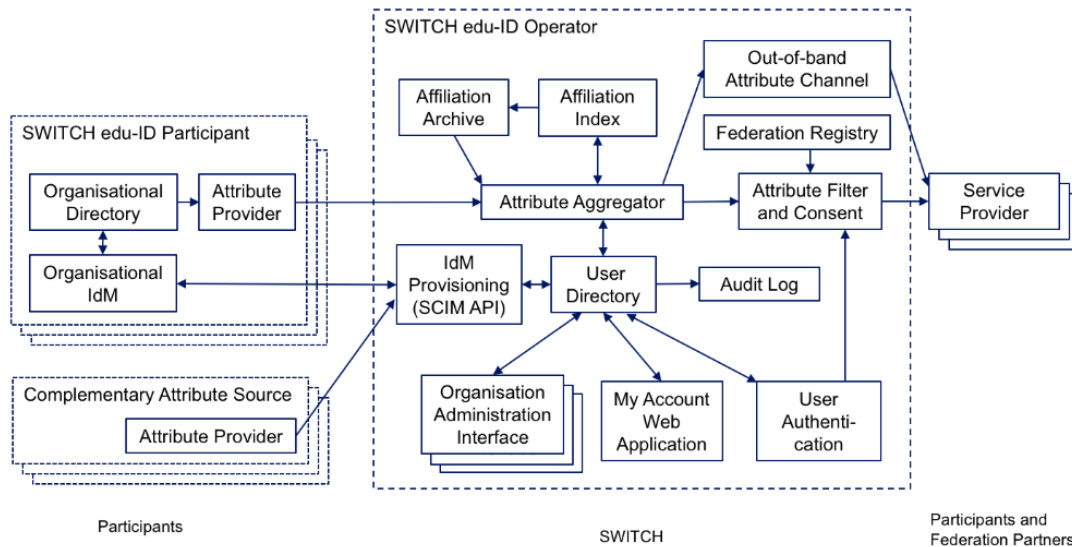 SWITCH edu-ID Operator
Out-of-band
Attribute Channel
Affiliation
Archive
Affiliation
Index
SWITCH edu-ID Participant
Federation Registry
Organisational
Directory
Attribute
Provider
Attribute Aggregator
Attribute Filter
and Consent
Service
Provider
Organisational
IdM
IdM
Provisioning
(SCIM API)
User
Directory
Audit Log
Complementary Attribute Source
Attribute Provider
Organisation
Administration
Interface
My Account
Web
Application
User
Authenti-
cation
Participants
SWITCH
Participants and
Federation Partners